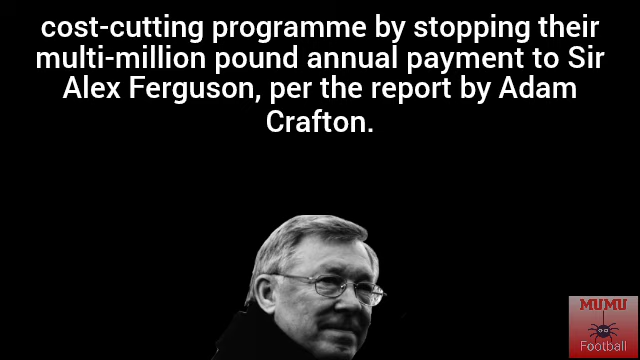 cost-cutting programme by stopping their
multi-million pound annual payment to Sir
Alex Ferguson, per the report by Adam
Crafton.
MUMU
Football